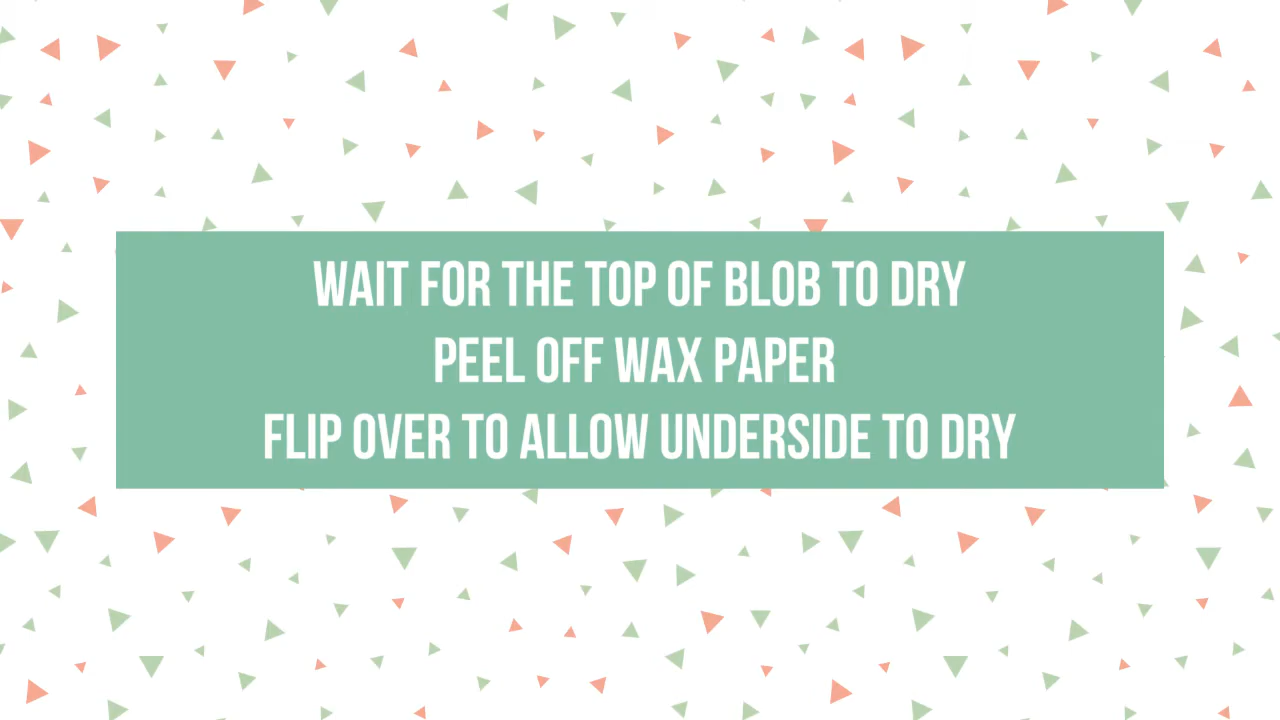 WAIT FOR THE TOP OF BLOB TO DRY
PEEL OFF WAX PAPER
FLIP OVER TO ALLOW UNDERSIDE TO DRY